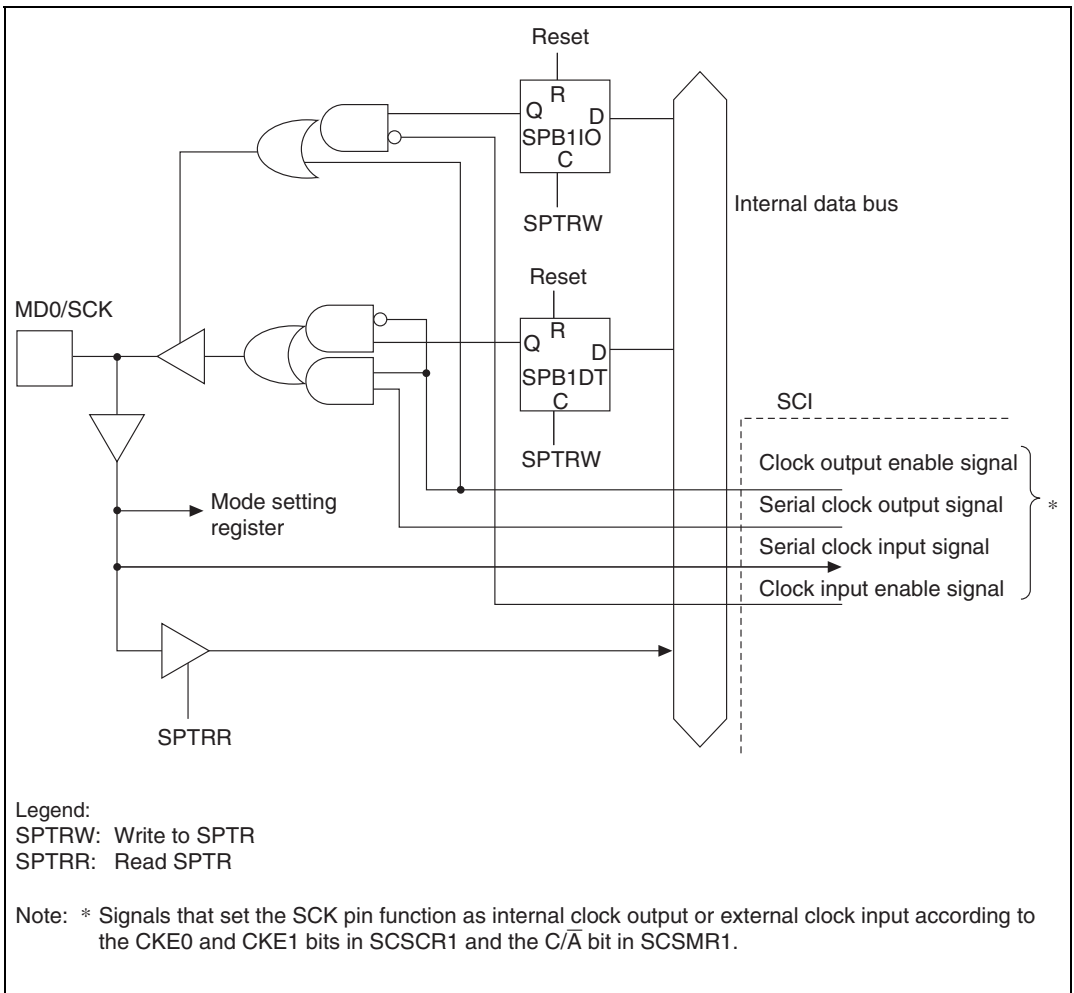 Reset
R
Q
D
SPB1IO
C
SPTRW
Internal data bus
Reset
MD0/SCK
R
Q
D
SPB1DT
C
SPTRW
SCI
Clock output enable signal
Serial clock output signal
Serial clock input signal
Clock input enable signal
*
Mode setting
register
SPTRR
Legend:
SPTRW: Write to SPTR
SPTRR: Read SPTR
Note: * Signals that set the SCK pin function as internal clock output or external clock input according to
the CKE0 and CKE1 bits in SCSCR1 and the C/A̅ bit in SCSMR1.